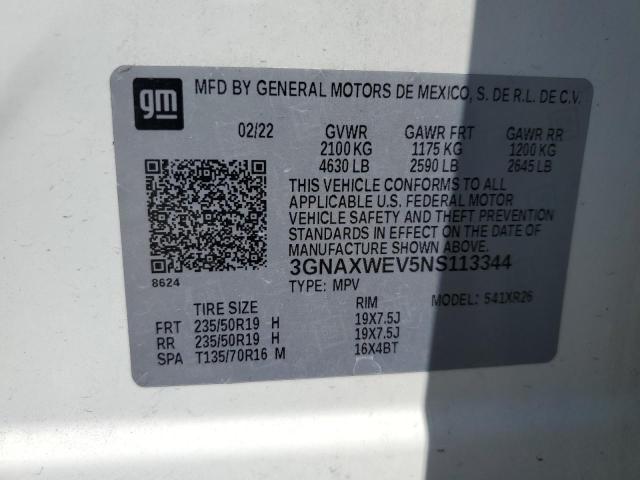 gm
MFD BY GENERAL MOTORS DE MEXICO, S. DE R.L. DE C.V.
02/22 GVWR GAWR FRT GAWR RR
2100 KG 1175 KG 1200 KG
4630 LB 2590 LB 2645 LB
THIS VEHICLE CONFORMS TO ALL
APPLICABLE U.S. FEDERAL MOTOR
VEHICLE SAFETY AND THEFT PREVENTION
STANDARDS IN EFFECT ON THE DATE OF
MANUFACTURE SHOWN ABOVE.
3GNAXWEV5NS113344
8624 TYPE: MPV MODEL: 541XR26
TIRE SIZE RIM
FRT 235/50R19 H 19X7.5J
RR 235/50R19 H 19X7.5J
SPA T135/70R16 M 16X4BT